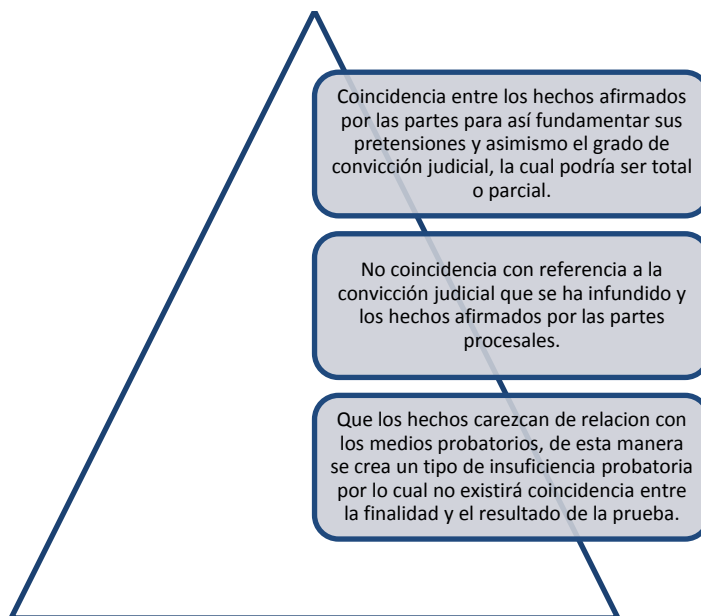 Coincidencia entre los hechos afirmados
por las partes para así fundamentar sus
pretensiones y asimismo el grado de
convicción judicial, la cual podría ser total
o parcial.
No coincidencia con referencia a la
convicción judicial que se ha infundido y
los hechos afirmados por las partes
procesales.
Que los hechos carezcan de relacion con
los medios probatorios, de esta manera
se crea un tipo de insuficiencia probatoria
por lo cual no existirá coincidencia entre
la finalidad y el resultado de la prueba.